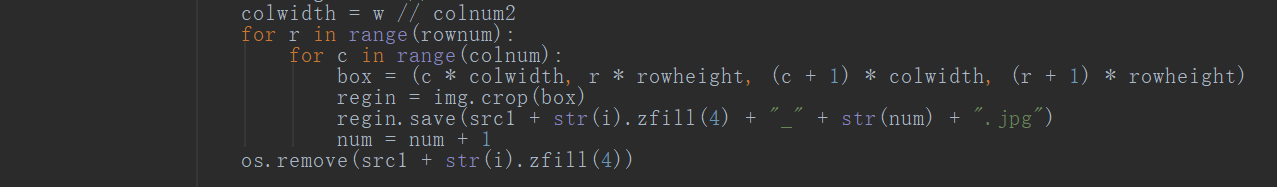 colwidth = w // colnum2
for r in range(rownum):
for c in range(colnum):
box = (c * colwidth, r * rowheight, (c + 1) * colwidth, (r + 1) * rowheight)
regin = img.crop(box)
regin.save(src1 + str(i).zfill(4) + "_" + str(num) + ".jpg")
num = num + 1
os.remove(src1 + str(i).zfill(4))